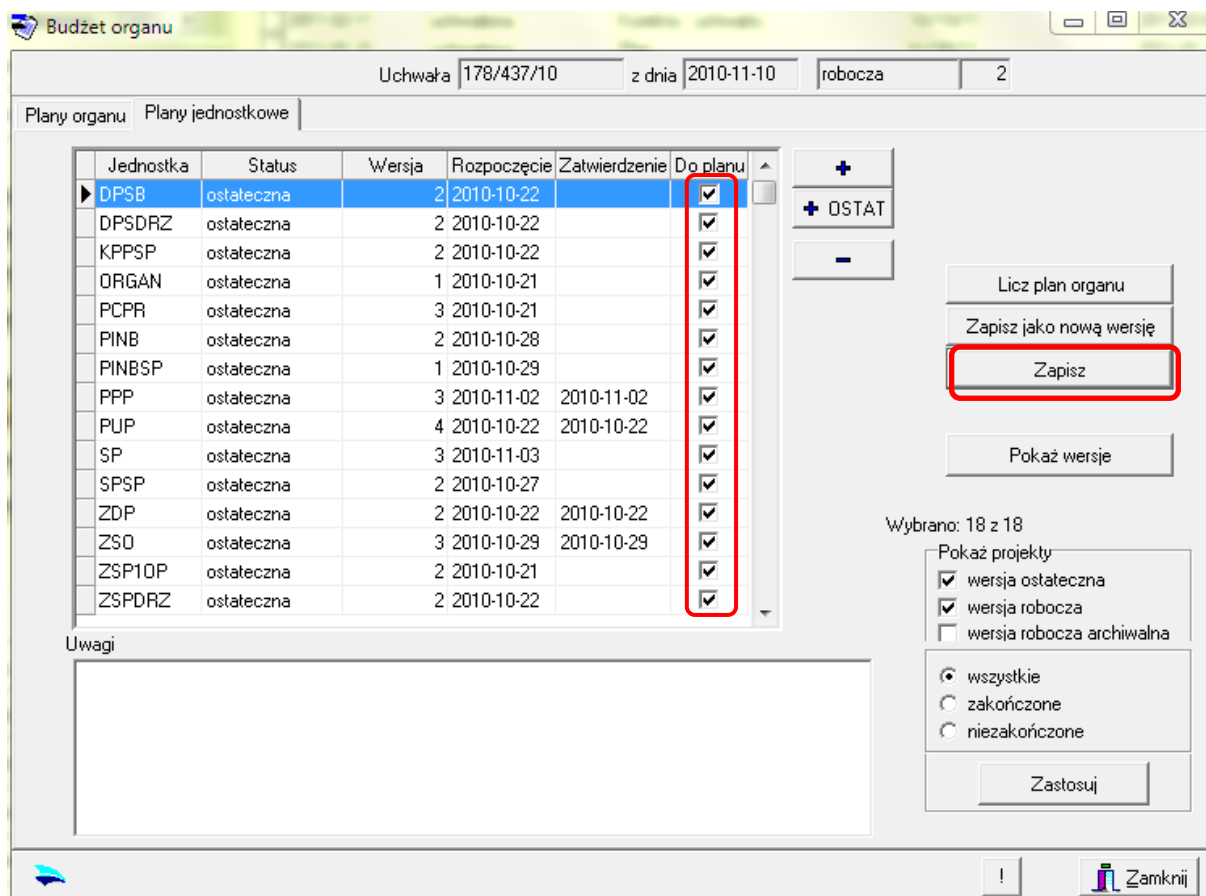 Budżet organu
Uchwała 178/437/10 z dnia 2010-11-10 robocza 2
Plany organu Plany jednostkowe
Jednostka Status Wersja Rozpoczęcie Zatwierdzenie Do planu
DPSB ostateczna 2 2010-10-22
DPSDRZ ostateczna 2 2010-10-22
KPPSP ostateczna 2 2010-10-22
ORGAN ostateczna 1 2010-10-21
PCPR ostateczna 3 2010-10-21
PINB ostateczna 2 2010-10-28
PINBSP ostateczna 1 2010-10-29
PPP ostateczna 3 2010-11-02 2010-11-02
PUP ostateczna 4 2010-10-22 2010-10-22
SP ostateczna 3 2010-11-03
SPSP ostateczna 2 2010-10-27
ZDP ostateczna 2 2010-10-22 2010-10-22
ZSO ostateczna 3 2010-10-29 2010-10-29
ZSP1OP ostateczna 2 2010-10-21
ZSPDRZ ostateczna 2 2010-10-22
+
+ OSTAT
-
Licz plan organu
Zapisz jako nową wersję
Zapisz
Pokaż wersje
Wybrano: 18 z 18
Pokaż projekty
wersja ostateczna
wersja robocza
wersja robocza archiwalna
wszystkie
zakończone
niezakończone
Zastosuj
Uwagi
! Zamknij